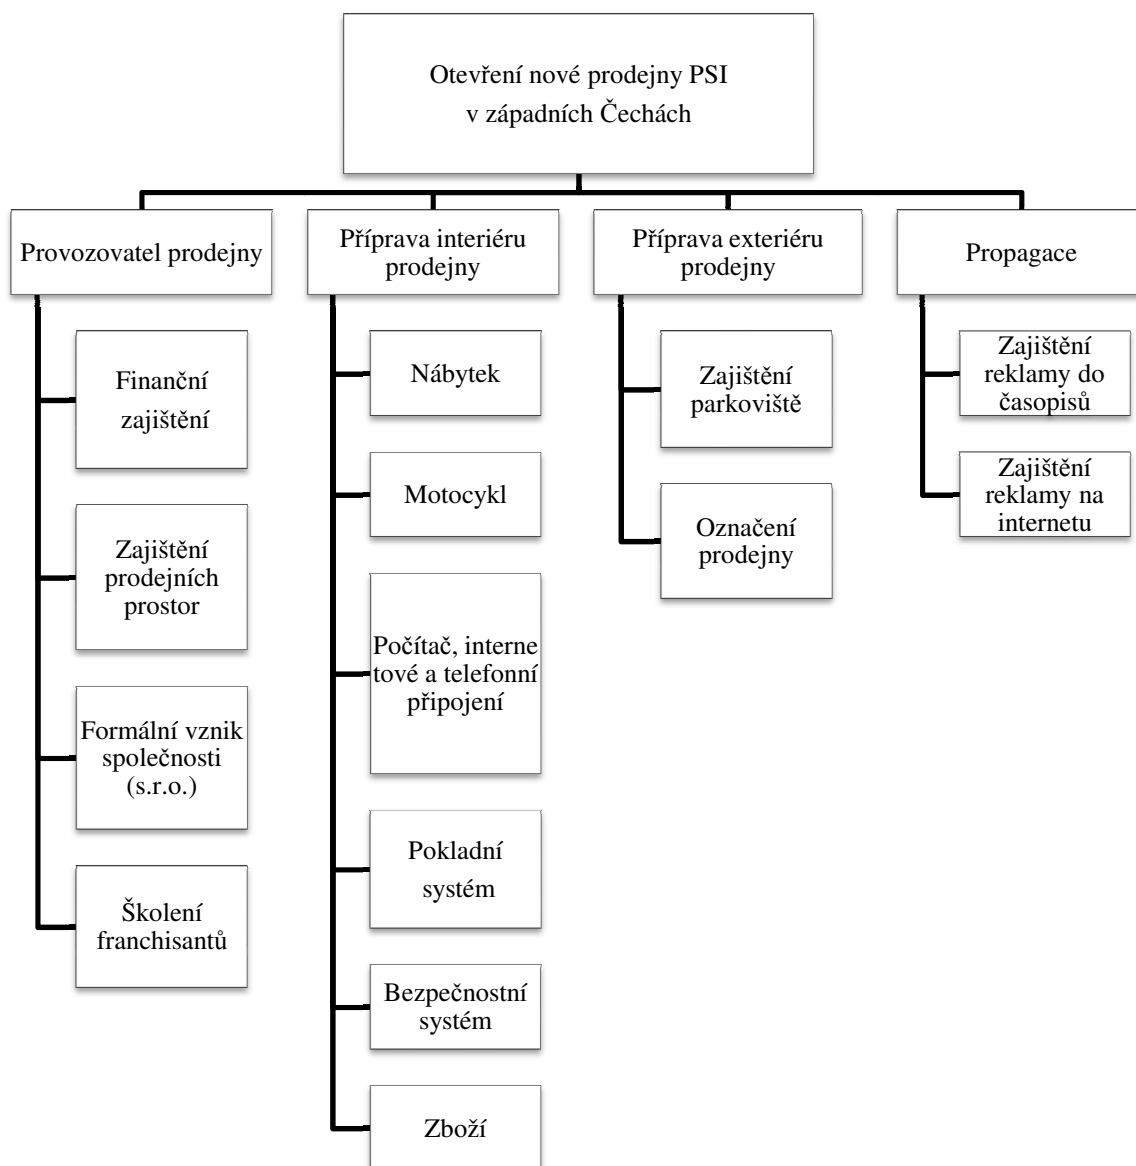 Otevření nové prodejny PSI
v západních Čechách
Provozovatel prodejny
Příprava interiéru
prodejny
Příprava exteriéru
prodejny
Propagace
Finanční
zajištění
Zajištění
prodejních
prostor
Formální vznik
společnosti
(s.r.o.)
Školení
franchisantů
Nábytek
Motocykl
Počítač, interne
tové a telefonní
připojení
Pokladní
systém
Bezpečnostní
systém
Zboží
Zajištění
parkoviště
Označení
prodejny
Zajištění
reklamy do
časopisů
Zajištění
reklamy na
internetu